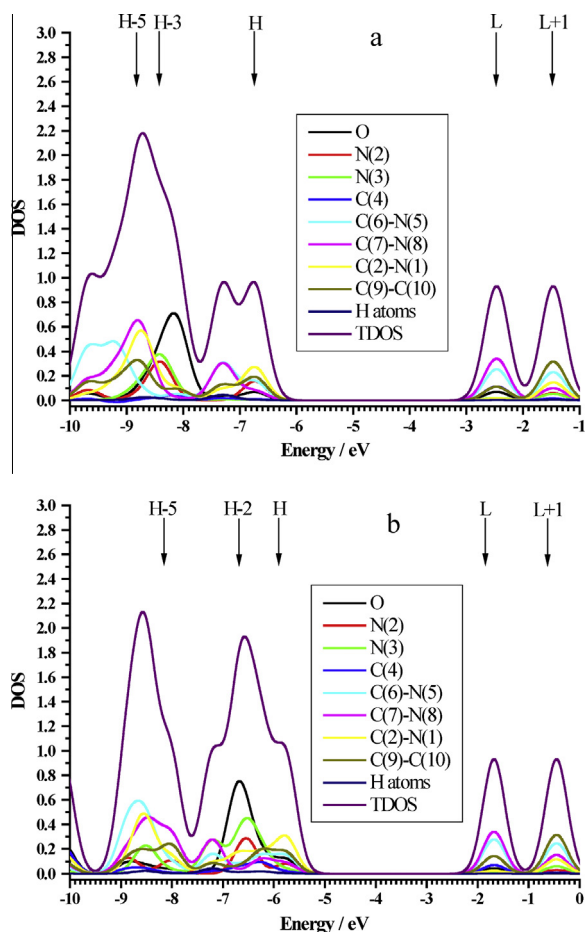 H-5 H-3 H a L L+1
3.0
2.8
2.6
2.4
2.2
2.0
1.8
1.6
1.4
1.2
1.0
0.8
0.6
0.4
0.2
0.0
DOS
O
N(2)
N(3)
C(4)
C(6)-N(5)
C(7)-N(8)
C(2)-N(1)
C(9)-C(10)
H atoms
TDOS
-10 -9 -8 -7 -6 -5 -4 -3 -2 -1
Energy / eV
H-5 H-2 H b L L+1
3.0
2.8
2.6
2.4
2.2
2.0
1.8
1.6
1.4
1.2
1.0
0.8
0.6
0.4
0.2
0.0
DOS
O
N(2)
N(3)
C(4)
C(6)-N(5)
C(7)-N(8)
C(2)-N(1)
C(9)-C(10)
H atoms
TDOS
-10 -9 -8 -7 -6 -5 -4 -3 -2 -1 0
Energy / eV